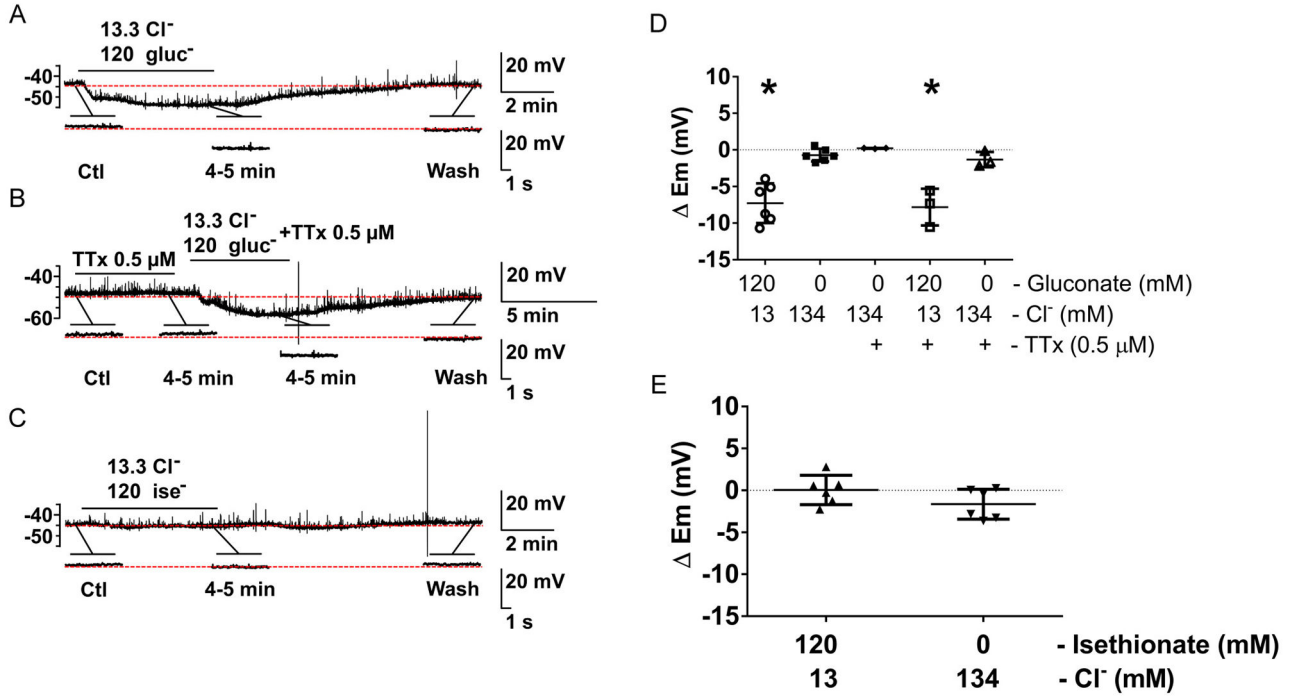 A
13.3 Cl⁻
120 gluc⁻
-40
-50
20 mV
2 min
20 mV
1 s
Ctl
4-5 min
Wash
B
13.3 Cl⁻
120 gluc⁻
+TTx 0.5 µM
TTx 0.5 µM
-40
-60
20 mV
5 min
20 mV
1 s
Ctl
4-5 min
4-5 min
Wash
C
13.3 Cl⁻
120 ise⁻
-40
-50
20 mV
2 min
20 mV
1 s
Ctl
4-5 min
Wash
D
Δ Em (mV)
10
5
0
-5
-10
-15
* *
120 0 0 120 0 - Gluconate (mM)
13 134 134 13 134 - Cl⁻ (mM)
+ + + - TTx (0.5 µM)
E
Δ Em (mV)
10
5
0
-5
-10
-15
120 0 - Isethionate (mM)
13 134 - Cl⁻ (mM)